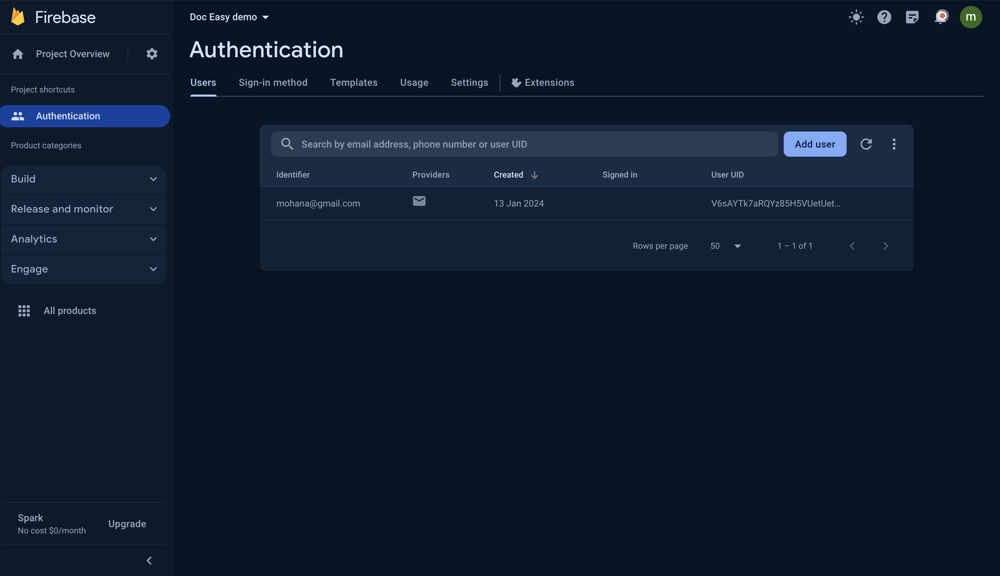 Firebase
Project Overview
Project shortcuts
Authentication
Product categories
Build
Release and monitor
Analytics
Engage
All products
Spark
No cost $0/month
Upgrade
Doc Easy demo
m
Authentication
Users Sign-in method Templates Usage Settings Extensions
Search by email address, phone number or user UID
Add user
Identifier Providers Created Signed in User UID
mohana@gmail.com 13 Jan 2024 V6sAYTk7aRQYz85H5VUetUet...
Rows per page 50 1 – 1 of 1